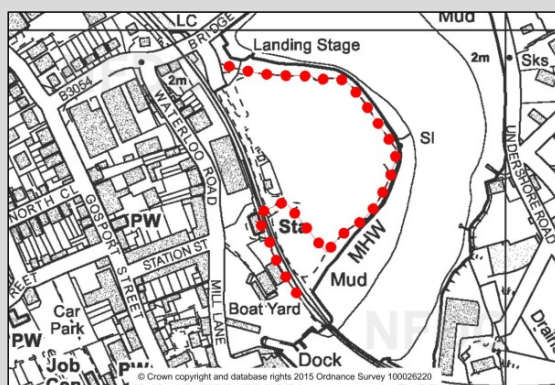 LC
BRIDGE
Mud
Landing Stage
B3054
2m
2m
Sks
WATERLOO ROAD
SI
UNDERSHORE ROAD
NORTH CL
GOSPORT STREET
PW
Sta
MHW
STATION ST
Mud
Car
Park
MILL LANE
Boat Yard
PW
Job
Dock
© Crown copyright and database rights 2015 Ordnance Survey 100026220